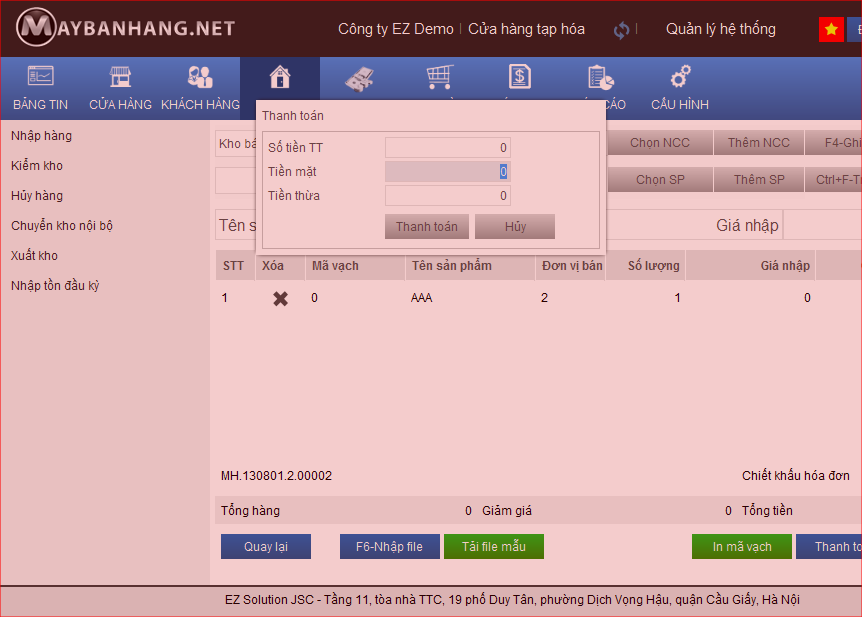 MAYBANHANG.NET
Công ty EZ Demo | Cửa hàng tạp hóa | Quản lý hệ thống
BẢNG TIN CỬA HÀNG KHÁCH HÀNG CÁO CẤU HÌNH
Nhập hàng
Kiểm kho
Hủy hàng
Chuyển kho nội bộ
Xuất kho
Nhập tồn đầu kỳ
Thanh toán
Số tiền TT 0
Tiền mặt 0
Tiền thừa 0
Thanh toán Hủy
Kho Chọn NCC Thêm NCC F4-Ghi
Chọn SP Thêm SP
Tên Giá nhập
STT Xóa Mã vạch Tên sản phẩm Đơn vị bán Số lượng Giá nhập
1 0 AAA 2 1 0
MH.130801.2.00002 Chiết khấu hóa đơn
Tổng hàng 0 Giảm giá 0 Tổng tiền
Quay lại F6-Nhập file Tải file mẫu In mã vạch Thanh
EZ Solution JSC - Tầng 11, tòa nhà TTC, 19 phố Duy Tân, phường Dịch Vọng Hậu, quận Cầu Giấy, Hà Nội